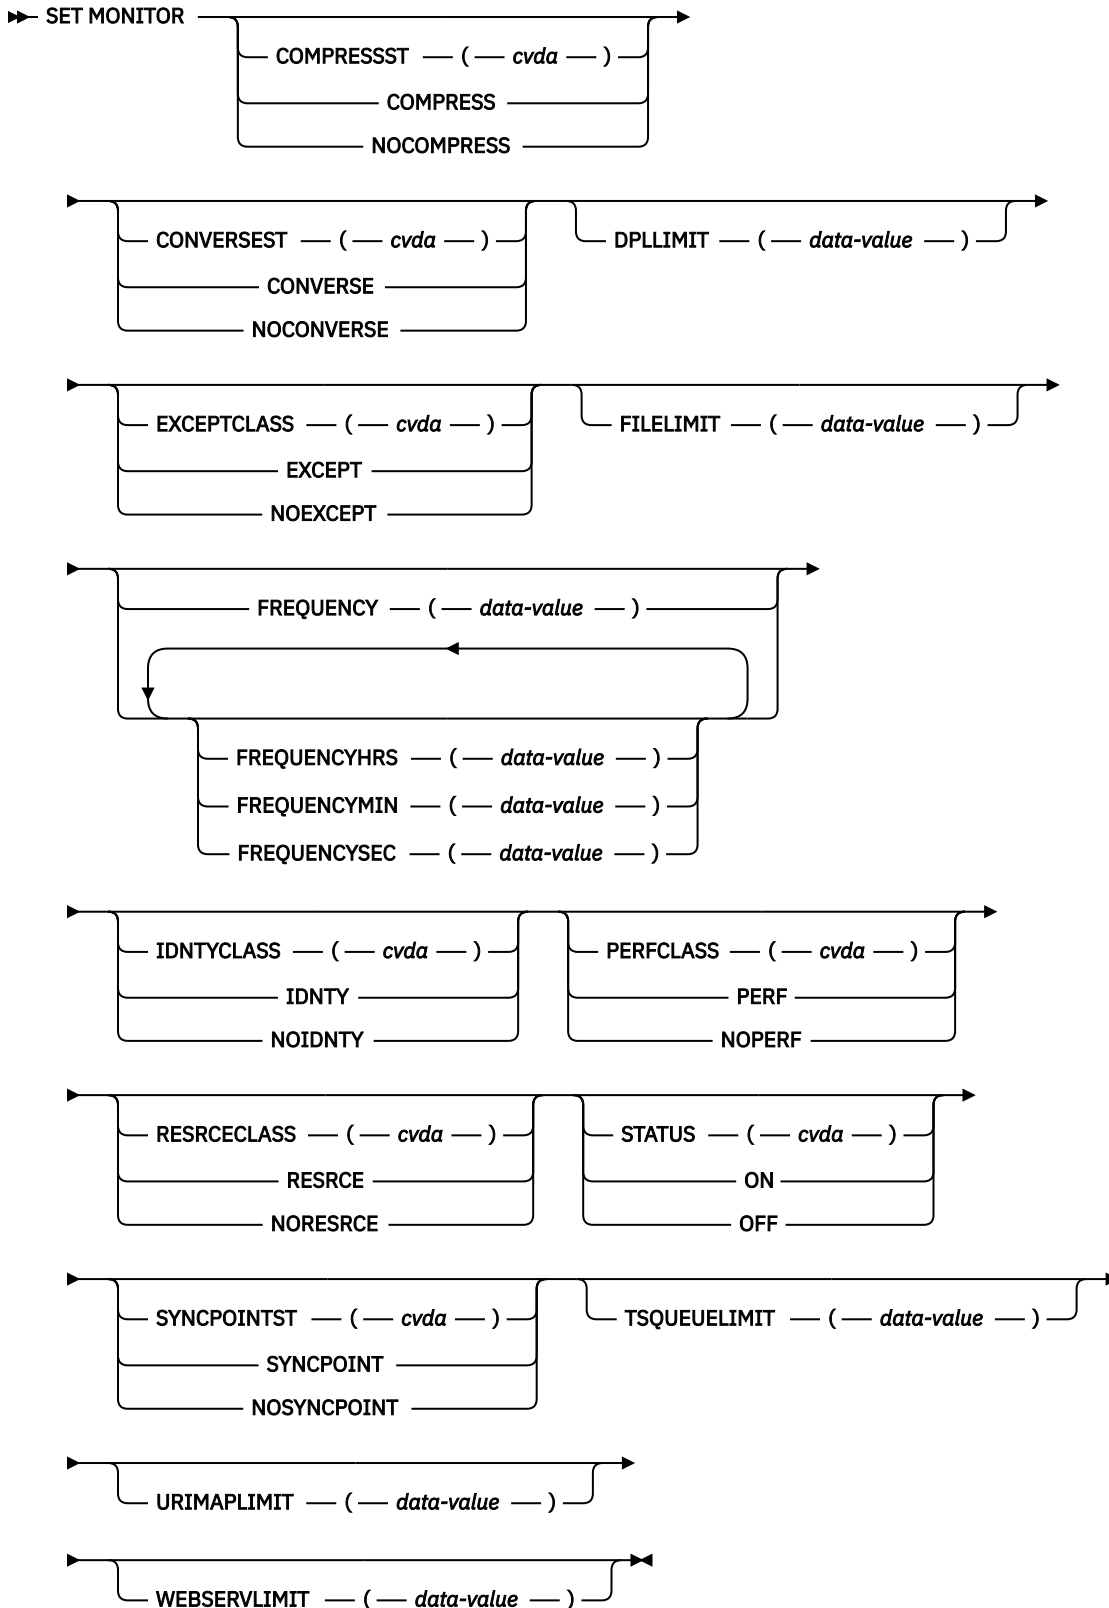 SET MONITOR
COMPRESSST ( cvda )
COMPRESS
NOCOMPRESS
CONVERSEST ( cvda ) DPLLIMIT ( data-value )
CONVERSE
NOCONVERSE
EXCEPTCLASS ( cvda ) FILELIMIT ( data-value )
EXCEPT
NOEXCEPT
FREQUENCY ( data-value )
FREQUENCYHRS ( data-value )
FREQUENCYMIN ( data-value )
FREQUENCYSEC ( data-value )
IDNTYCLASS ( cvda ) PERFCLASS ( cvda )
IDNTY PERF
NOIDNTY NOPERF
RESRCECLASS ( cvda ) STATUS ( cvda )
RESRCE ON
NORESRCE OFF
SYNCPOINTST ( cvda ) TSQUEUELIMIT ( data-value )
SYNCPOINT
NOSYNCPOINT
URIMAPLIMIT ( data-value )
WEBSERVLIMIT ( data-value )